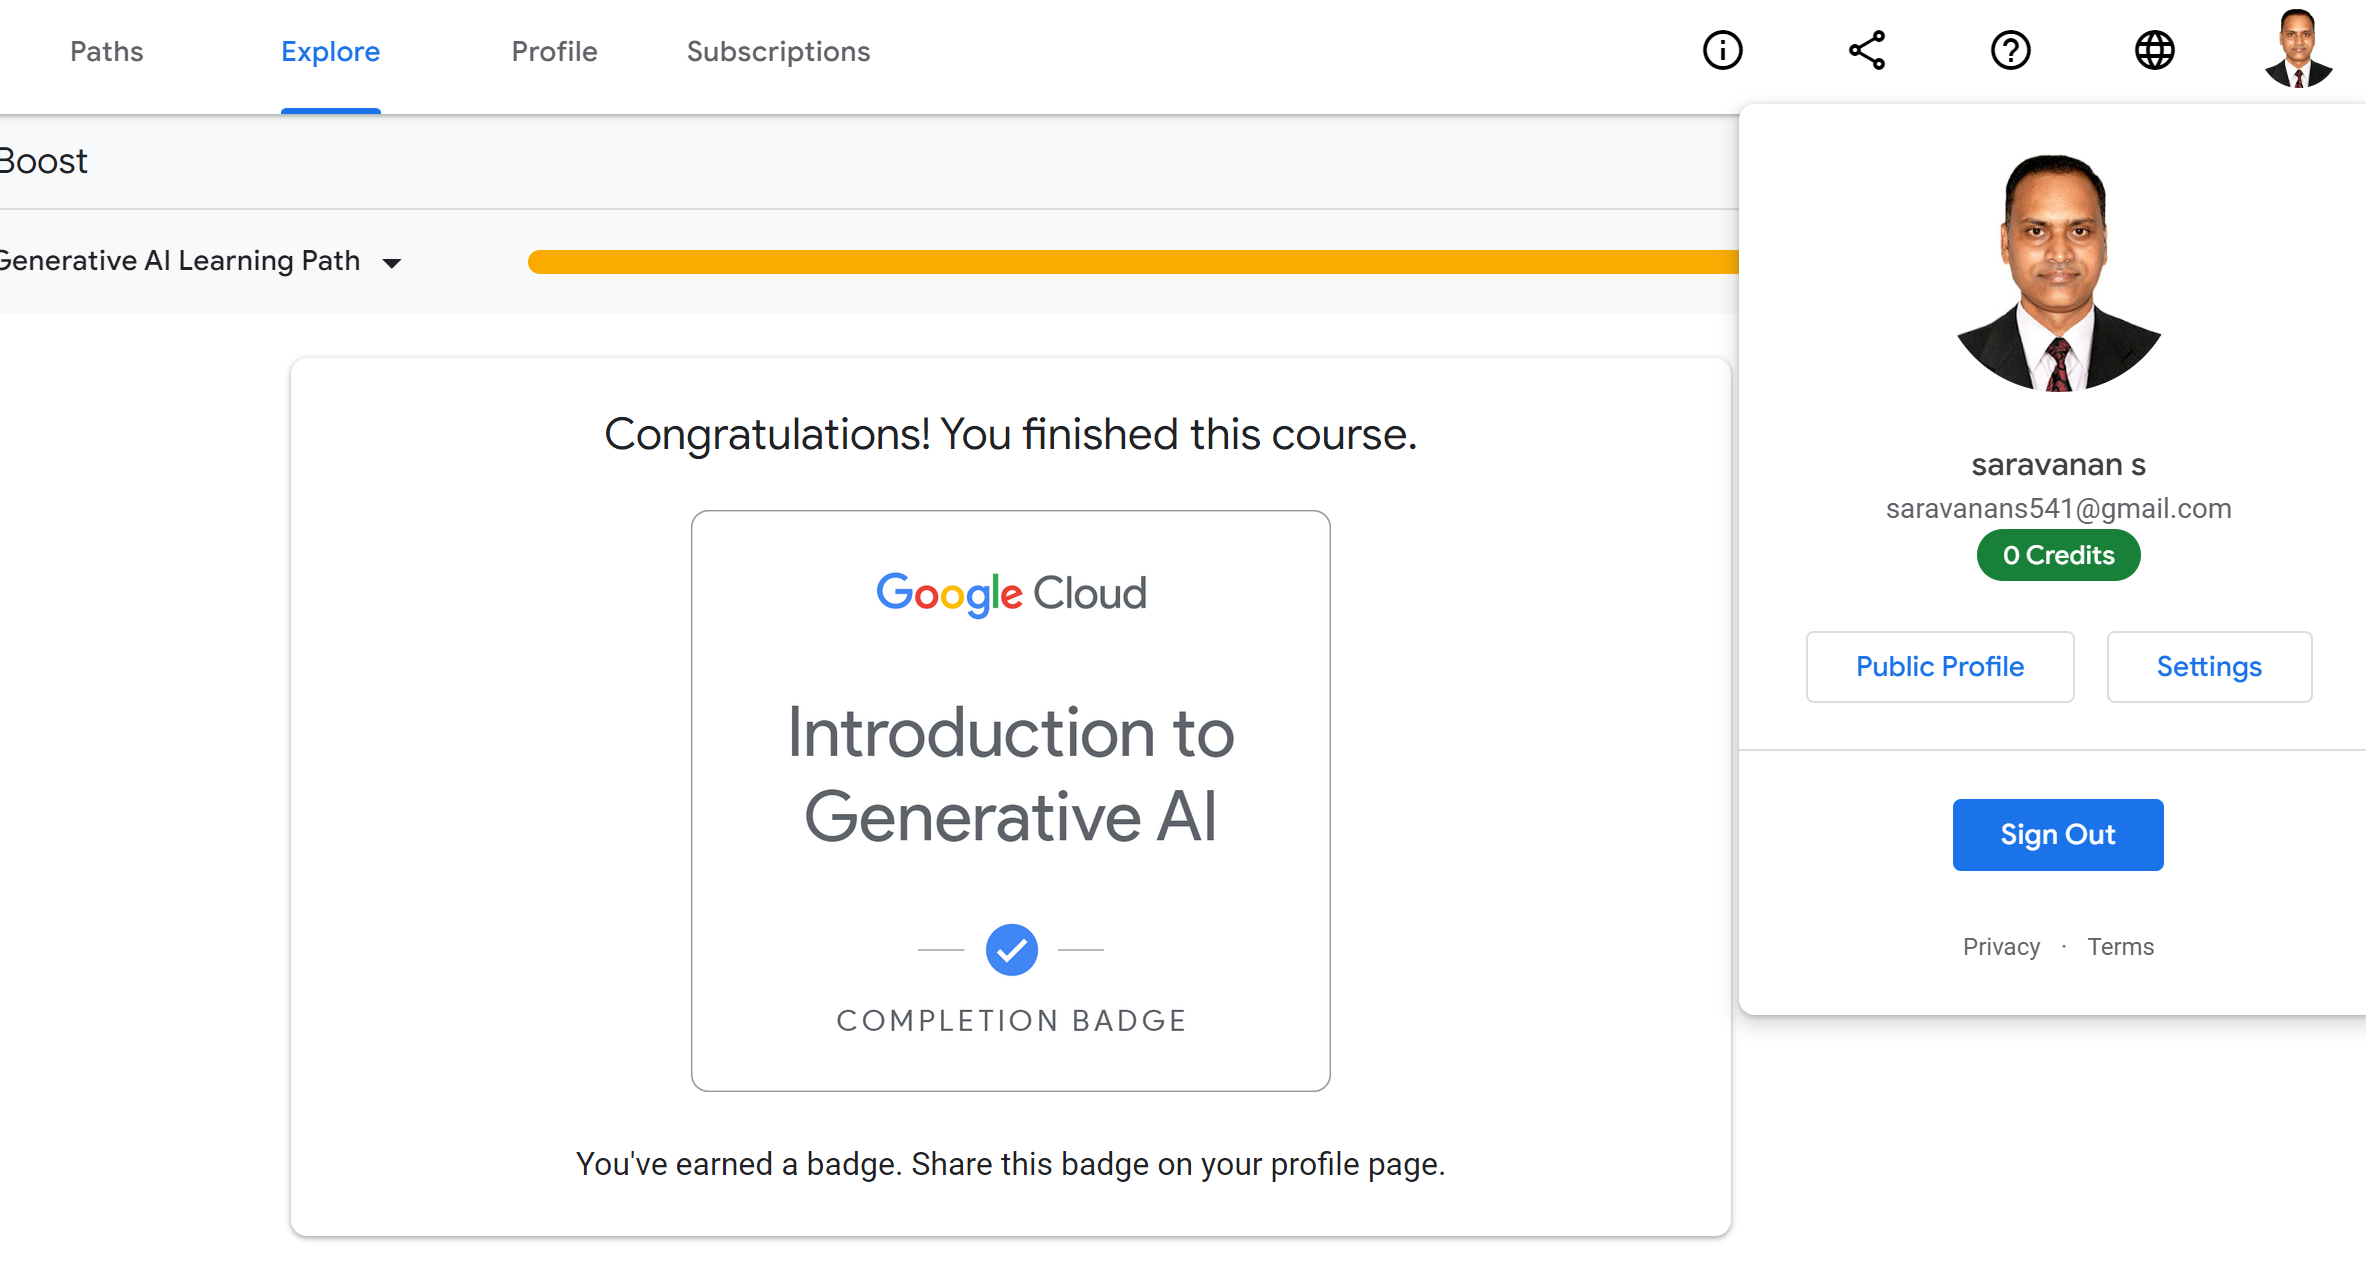 Paths Explore Profile Subscriptions
Boost
Generative AI Learning Path
Congratulations! You finished this course.
Google Cloud
Introduction to
Generative AI
COMPLETION BADGE
You've earned a badge. Share this badge on your profile page.
saravanan s
saravanans541@gmail.com
0 Credits
Public Profile Settings
Sign Out
Privacy · Terms